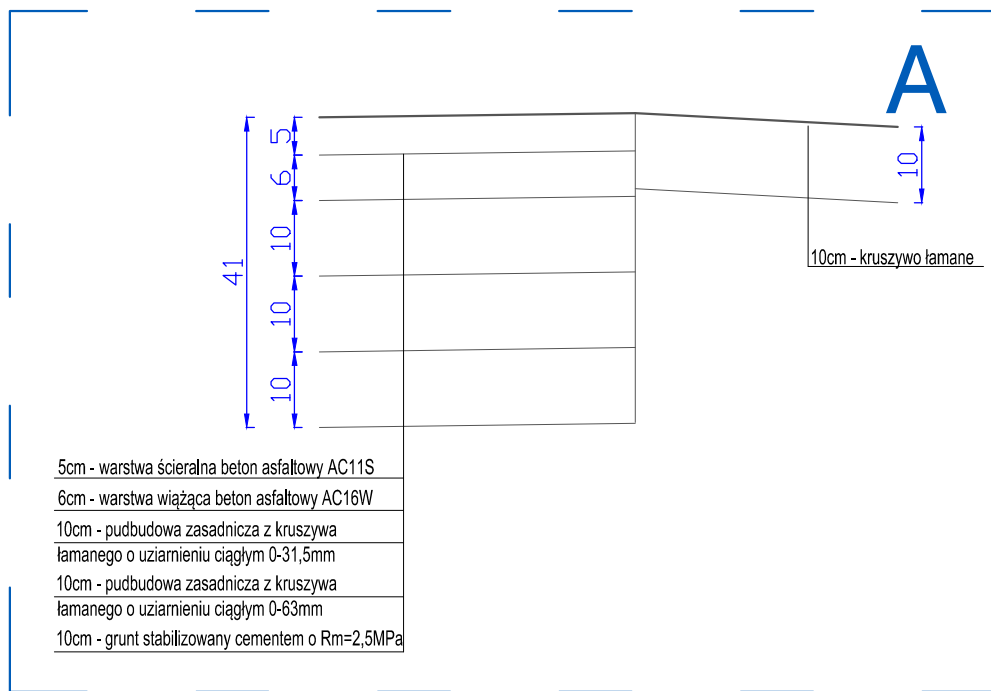 A
5
6
10
10
10
41
10
10cm - kruszywo łamane
5cm - warstwa ścieralna beton asfaltowy AC11S
6cm - warstwa wiążąca beton asfaltowy AC16W
10cm - pudbudowa zasadnicza z kruszywa
łamanego o uziarnieniu ciągłym 0-31,5mm
10cm - pudbudowa zasadnicza z kruszywa
łamanego o uziarnieniu ciągłym 0-63mm
10cm - grunt stabilizowany cementem o Rm=2,5MPa